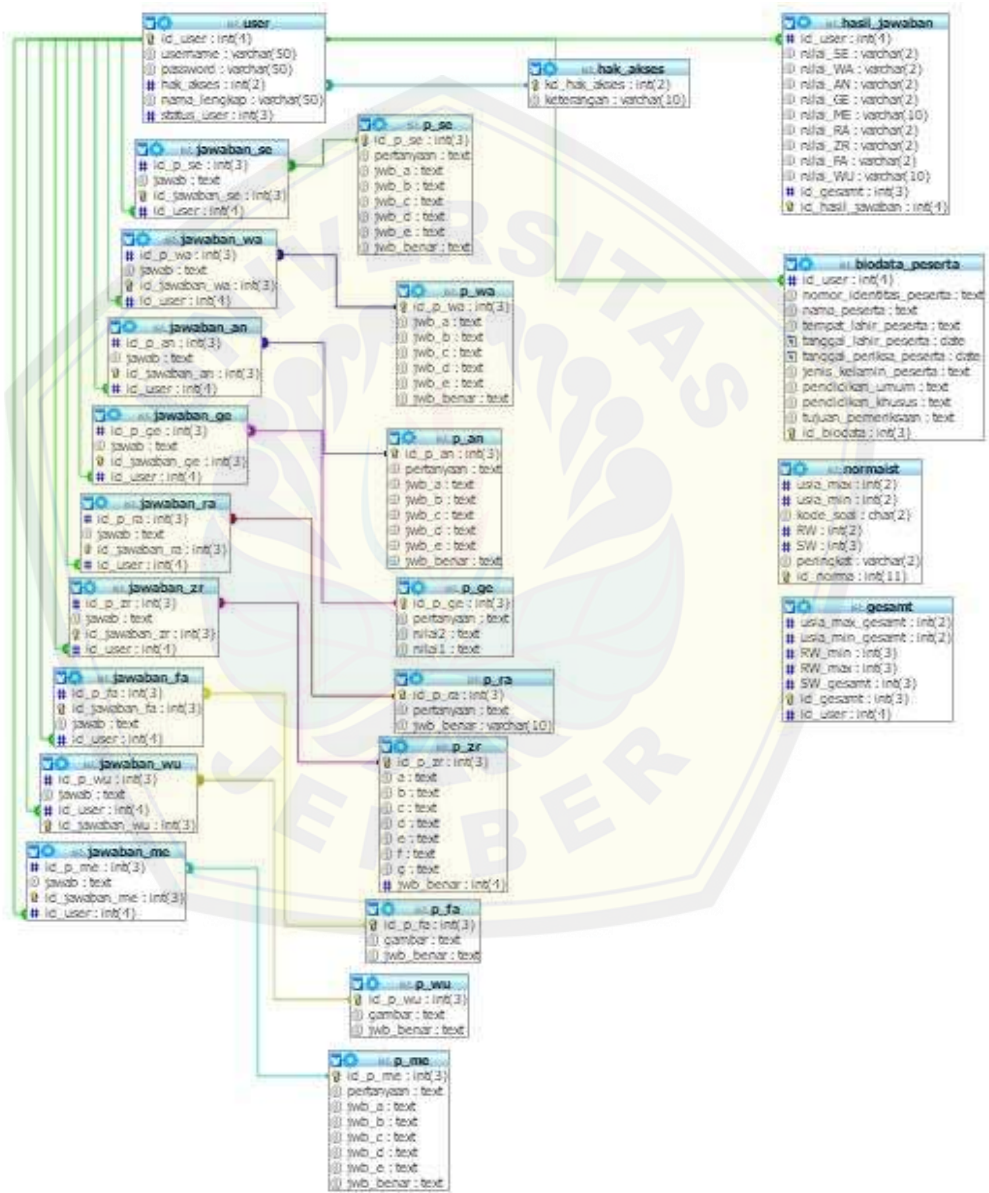 user
id_user : int(4)
username : varchar(50)
password : varchar(50)
hak_akses : int(2)
nama_lengkap : varchar(50)
status_user : int(3)
hak_akses
kd_hak_akses : int(2)
keterangan : varchar(10)
hasil_jawaban
id_user : int(4)
nilai_SE : varchar(2)
nilai_WA : varchar(2)
nilai_AN : varchar(2)
nilai_GE : varchar(2)
nilai_ME : varchar(10)
nilai_RA : varchar(2)
nilai_ZR : varchar(2)
nilai_FA : varchar(2)
nilai_WU : varchar(10)
id_gesamt : int(3)
id_hasil_jawaban : int(4)
jawaban_se
id_p_se : int(3)
jawab : text
id_jawaban_se : int(3)
id_user : int(4)
p_se
id_p_se : int(3)
pertanyaan : text
jwb_a : text
jwb_b : text
jwb_c : text
jwb_d : text
jwb_e : text
jwb_benar : text
jawaban_wa
id_p_wa : int(3)
jawab : text
id_jawaban_wa : int(3)
id_user : int(4)
p_wa
id_p_wa : int(3)
jwb_a : text
jwb_b : text
jwb_c : text
jwb_d : text
jwb_e : text
jwb_benar : text
biodata_peserta
id_user : int(4)
nomor_identitas_peserta : text
nama_peserta : text
tempat_lahir_peserta : text
tanggal_lahir_peserta : date
tanggal_periksa_peserta : date
jenis_kelamin_peserta : text
pendidikan_umum : text
pendidikan_khusus : text
tujuan_pemeriksaan : text
id_biodata : int(3)
jawaban_an
id_p_an : int(3)
jawab : text
id_jawaban_an : int(3)
id_user : int(4)
jawaban_ge
id_p_ge : int(3)
jawab : text
id_jawaban_ge : int(3)
id_user : int(4)
p_an
id_p_an : int(3)
pertanyaan : text
jwb_a : text
jwb_b : text
jwb_c : text
jwb_d : text
jwb_e : text
jwb_benar : text
normaist
usia_max : int(2)
usia_min : int(2)
kode_soal : char(2)
RW : int(2)
SW : int(3)
peringkat : varchar(2)
id_norma : int(11)
jawaban_ra
id_p_ra : int(3)
jawab : text
id_jawaban_ra : int(3)
id_user : int(4)
jawaban_zr
id_p_zr : int(3)
jawab : text
id_jawaban_zr : int(3)
id_user : int(4)
p_ge
id_p_ge : int(3)
pertanyaan : text
nilai2 : text
nilai1 : text
gesamt
usia_max_gesamt : int(2)
usia_min_gesamt : int(2)
RW_min : int(3)
RW_max : int(3)
SW_gesamt : int(3)
id_gesamt : int(3)
id_user : int(4)
jawaban_fa
id_p_fa : int(3)
id_jawaban_fa : int(3)
jawab : text
id_user : int(4)
p_ra
id_p_ra : int(3)
pertanyaan : text
jwb_benar : varchar(10)
jawaban_wu
id_p_wu : int(3)
jawab : text
id_user : int(4)
id_jawaban_wu : int(3)
p_zr
id_p_zr : int(3)
a : text
b : text
c : text
d : text
e : text
f : text
g : text
jwb_benar : int(4)
jawaban_me
id_p_me : int(3)
jawab : text
id_jawaban_me : int(3)
id_user : int(4)
p_fa
id_p_fa : int(3)
gambar : text
jwb_benar : text
p_wu
id_p_wu : int(3)
gambar : text
jwb_benar : text
p_me
id_p_me : int(3)
pertanyaan : text
jwb_a : text
jwb_b : text
jwb_c : text
jwb_d : text
jwb_e : text
jwb_benar : text
UNIVERSITAS
JEMBER